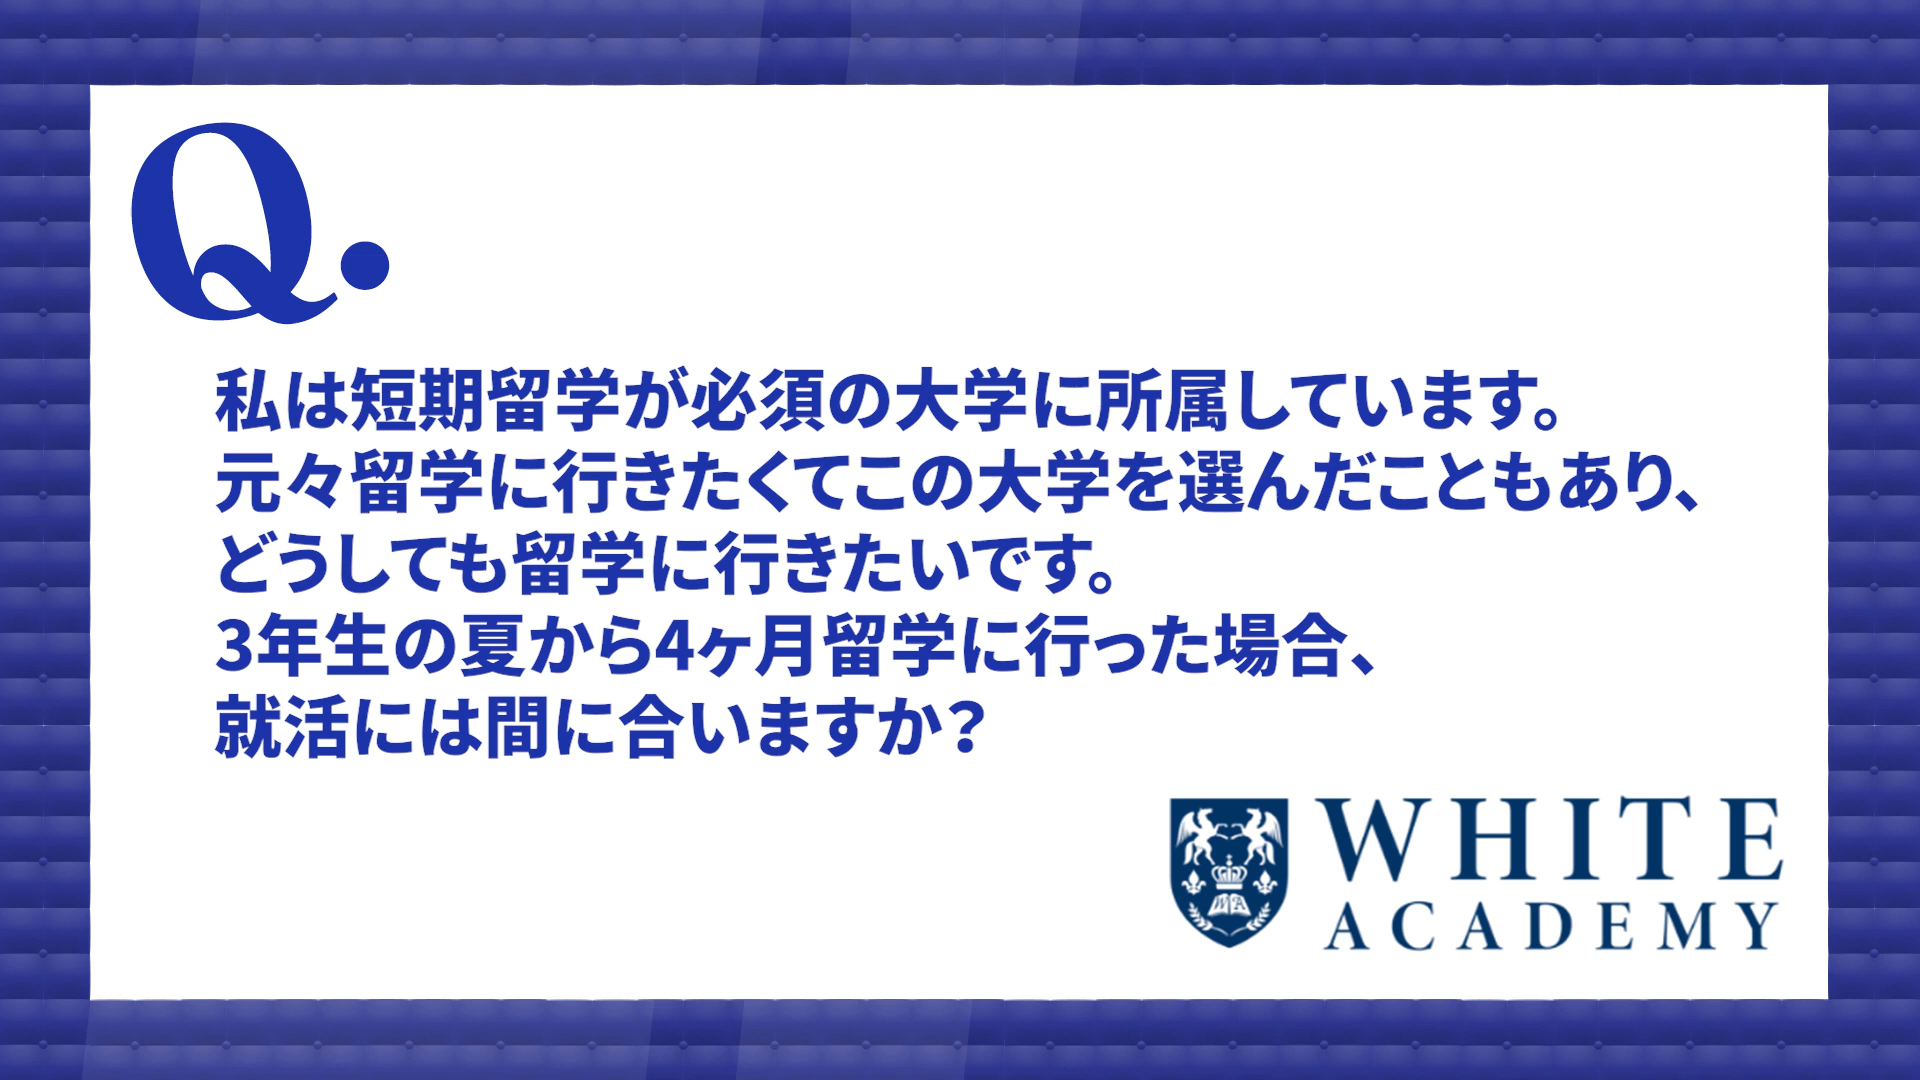 Q.
私は短期留学が必須の大学に所属しています。
元々留学に行きたくてこの大学を選んだこともあり、
どうしても留学に行きたいです。
3年生の夏から4ヶ月留学に行った場合、
就活には間に合いますか？
WHITE
ACADEMY